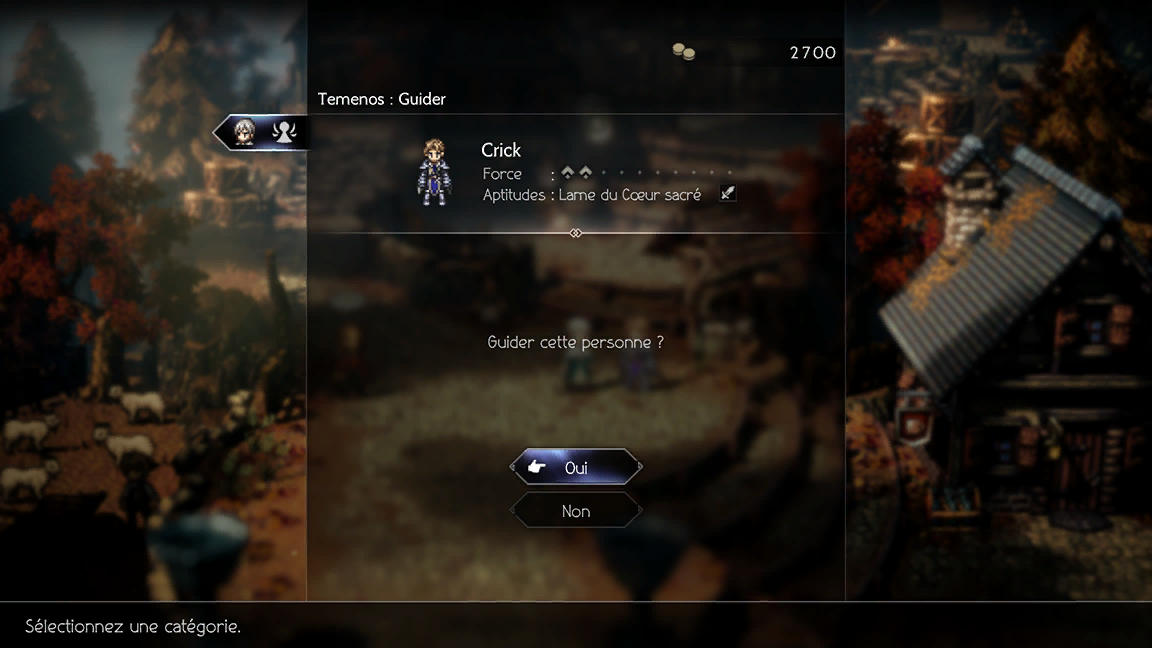 2700
Temenos : Guider
Crick
Force :
Aptitudes : Lame du Cœur sacré
Guider cette personne ?
Oui
Non
Sélectionnez une catégorie.